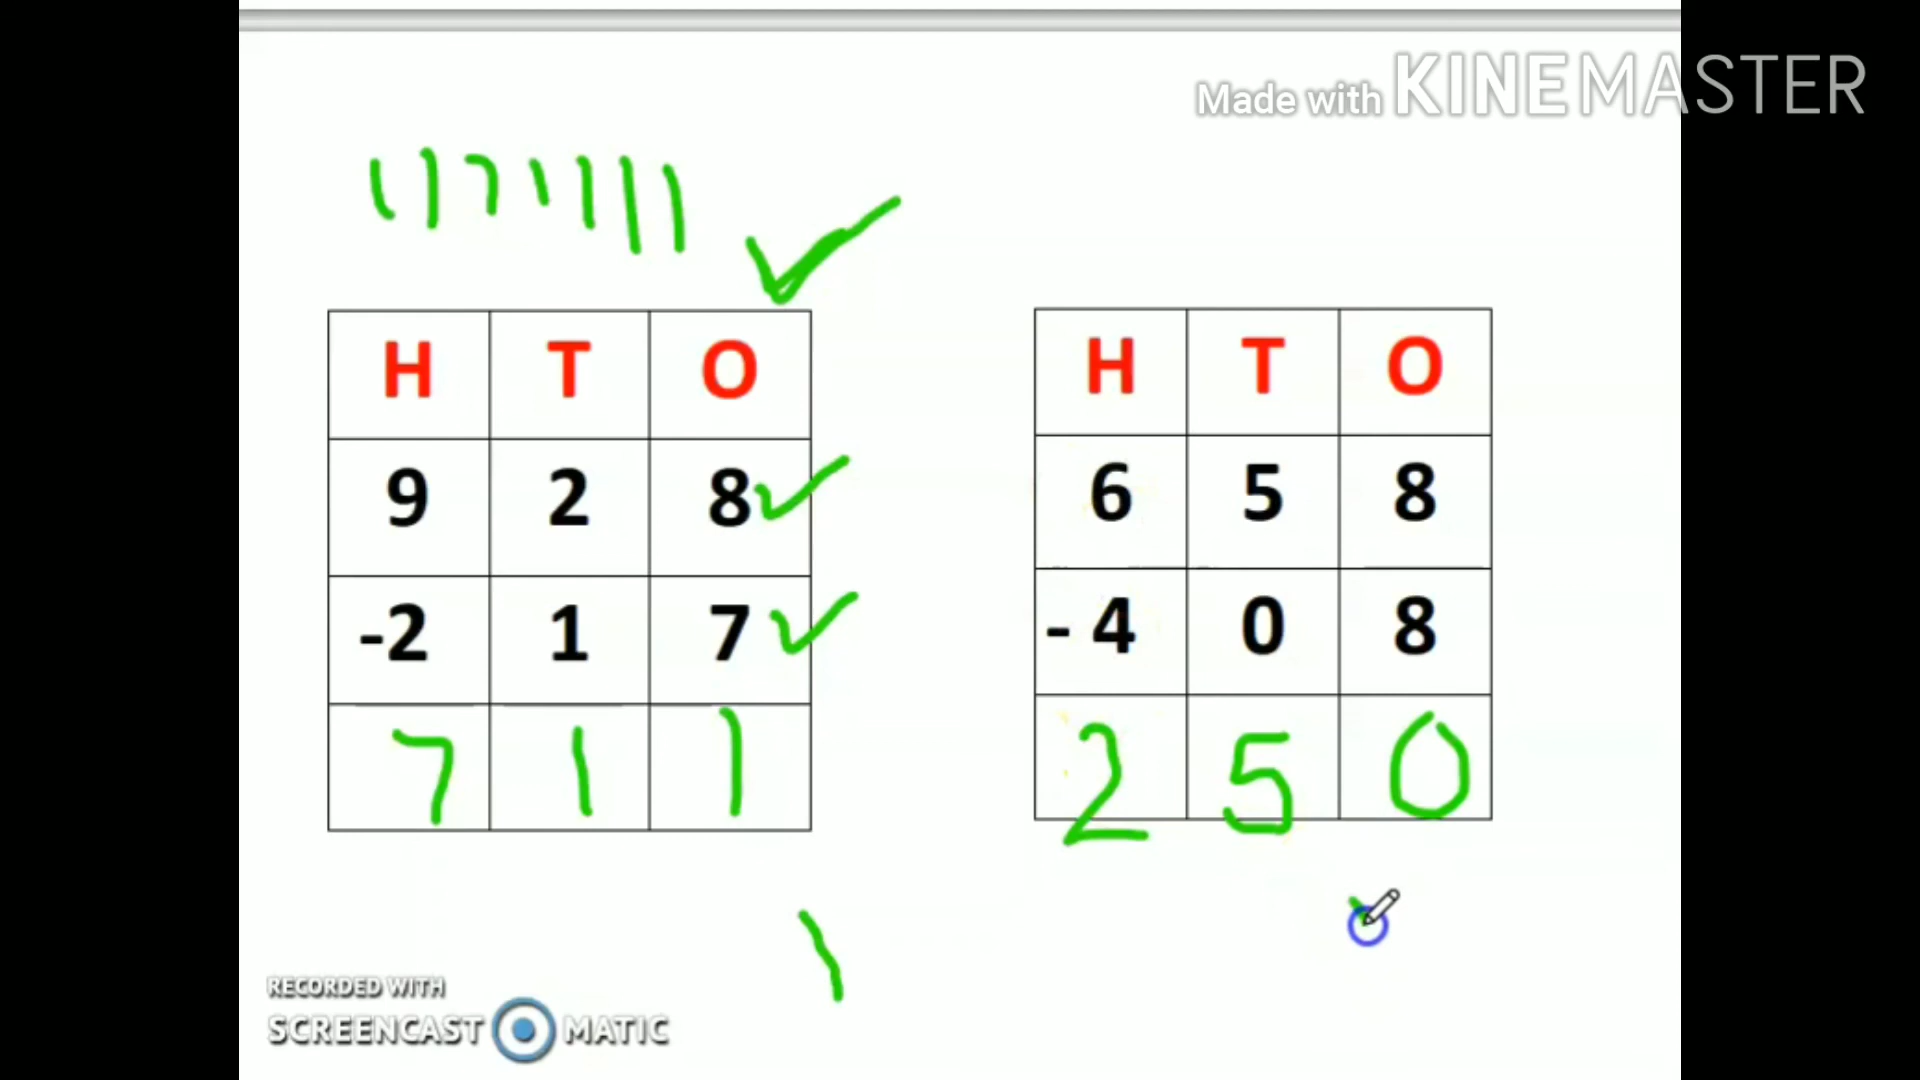 Made with KINEMASTER
H T O
9 2 8
-2 1 7
7 1 1
H T O
6 5 8
- 4 0 8
2 5 0
RECORDED WITH
SCREENCAST MATIC